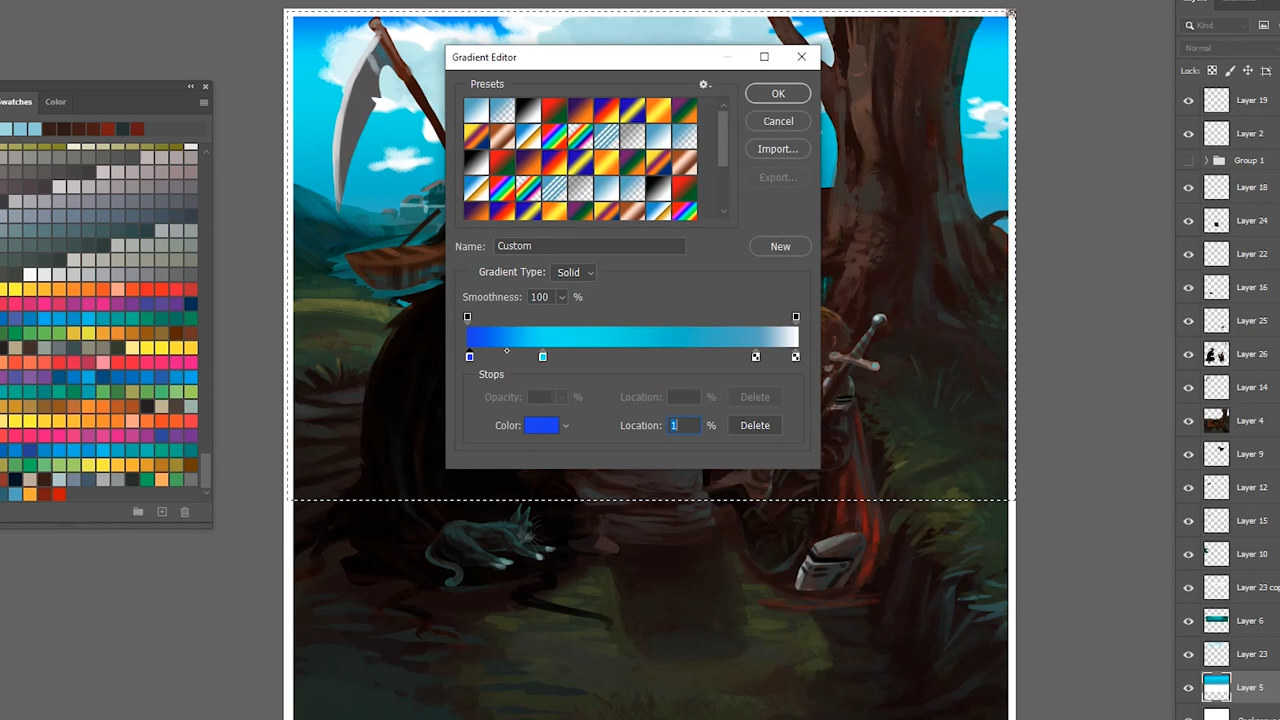 Swatches
Color
Gradient Editor
Presets
OK
Cancel
Import...
Export...
Name:
Custom
New
Gradient Type:
Solid
Smoothness:
100
%
Stops
Opacity:
%
Location:
%
Delete
Color:
Location:
1
%
Delete
Kind
Normal
Lock:
Layer 19
Layer 2
Group 1
Layer 18
Layer 24
Layer 22
Layer 16
Layer 25
Layer 26
Layer 14
Layer 4
Layer 9
Layer 12
Layer 15
Layer 10
Layer 23 cop
Layer 6
Layer 23
Layer 5